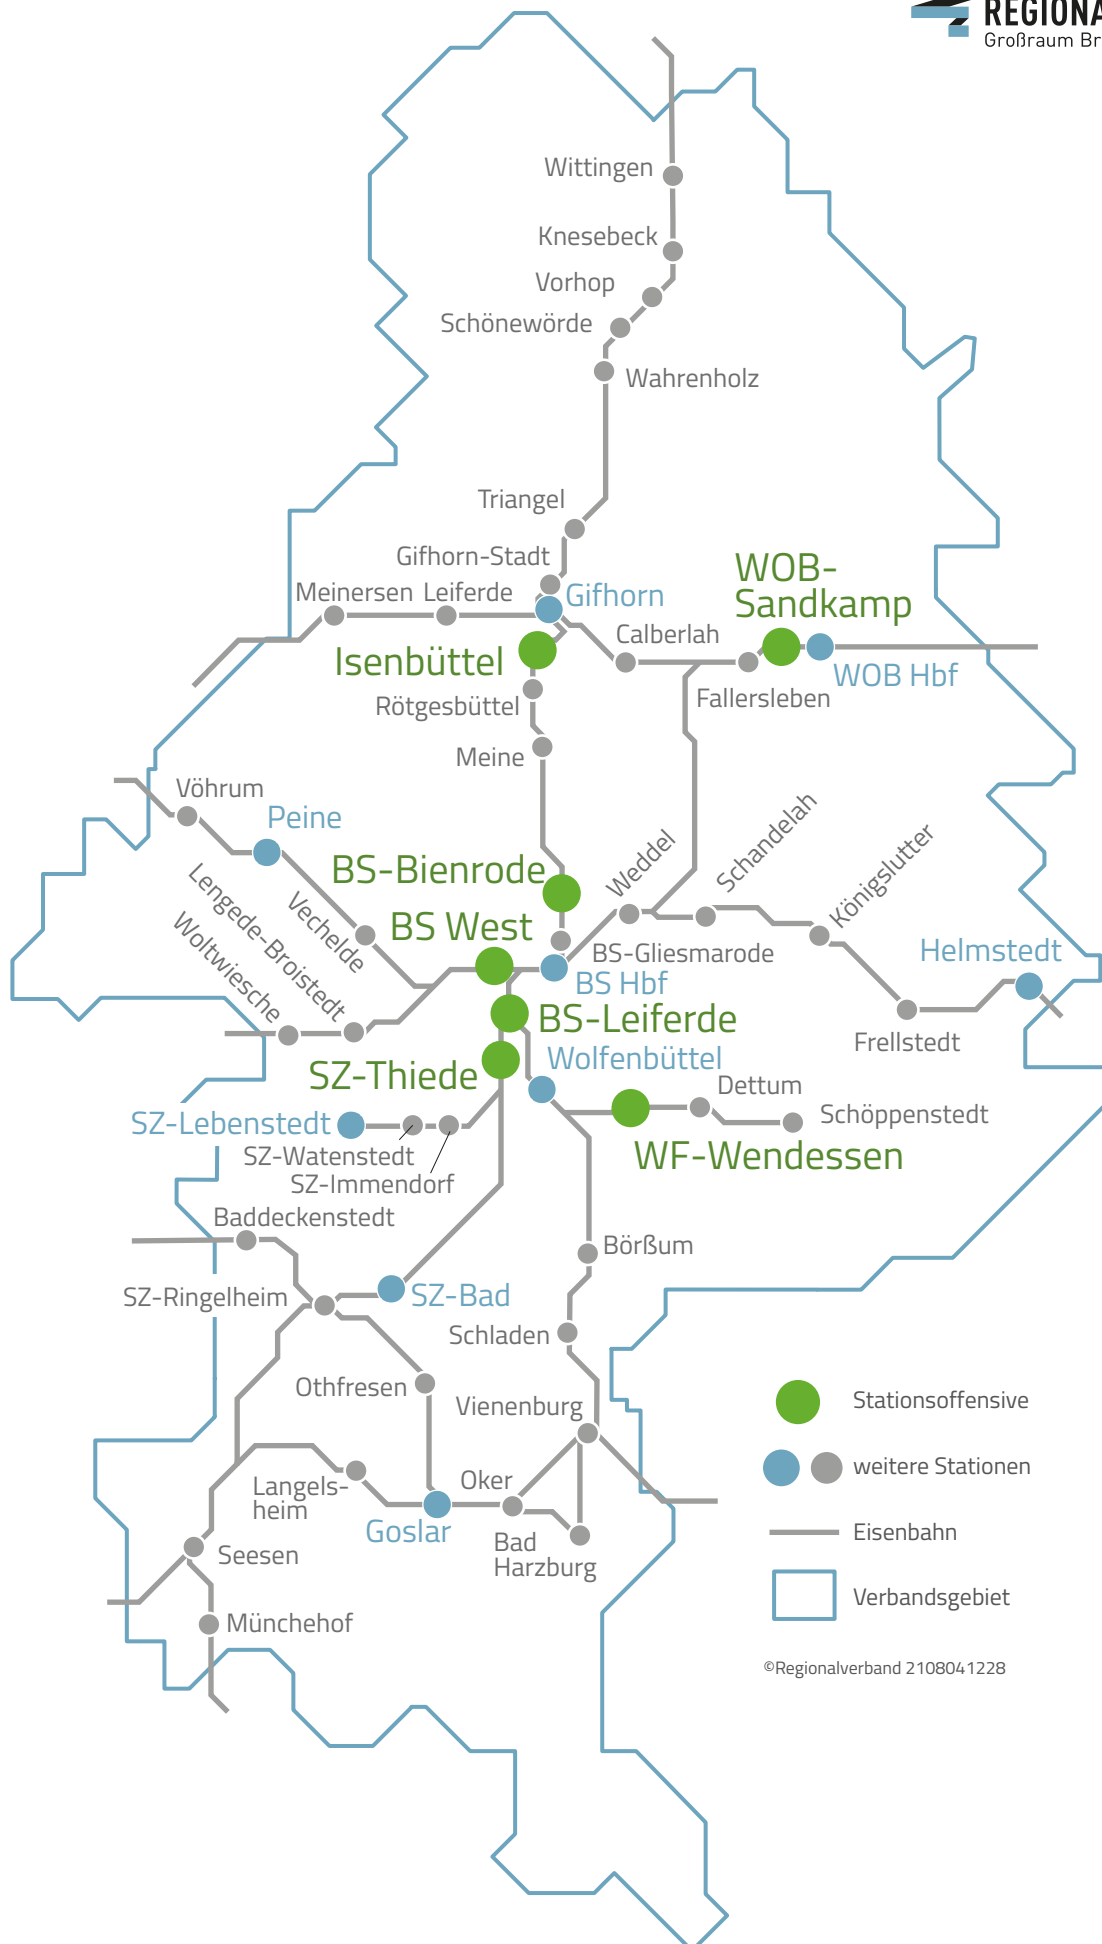 REGIONA
Großraum Br
Wittingen
Knesebeck
Vorhop
Schönewörde
Wahrenholz
Triangel
Gifhorn-Stadt
Meinersen
Leiferde
Gifhorn
WOB-
Sandkamp
Calberlah
Isenbüttel
WOB Hbf
Fallersleben
Rötgesbüttel
Meine
Vöhrum
Peine
Schandelah
Weddel
Königslutter
BS-Bienrode
Lengede-Broistedt
Vechelde
Woltwiesche
BS West
BS-Gliesmarode
Helmstedt
BS Hbf
BS-Leiferde
Frellstedt
Wolfenbüttel
SZ-Thiede
Dettum
Schöppenstedt
SZ-Lebenstedt
SZ-Watenstedt
WF-Wendessen
SZ-Immendorf
Baddeckenstedt
Börßum
SZ-Ringelheim
SZ-Bad
Schladen
Othfresen
Vienenburg
Stationsoffensive
weitere Stationen
Oker
Langels-
heim
Goslar
Bad
Harzburg
Eisenbahn
Seesen
Verbandsgebiet
Münchehof
©Regionalverband 2108041228